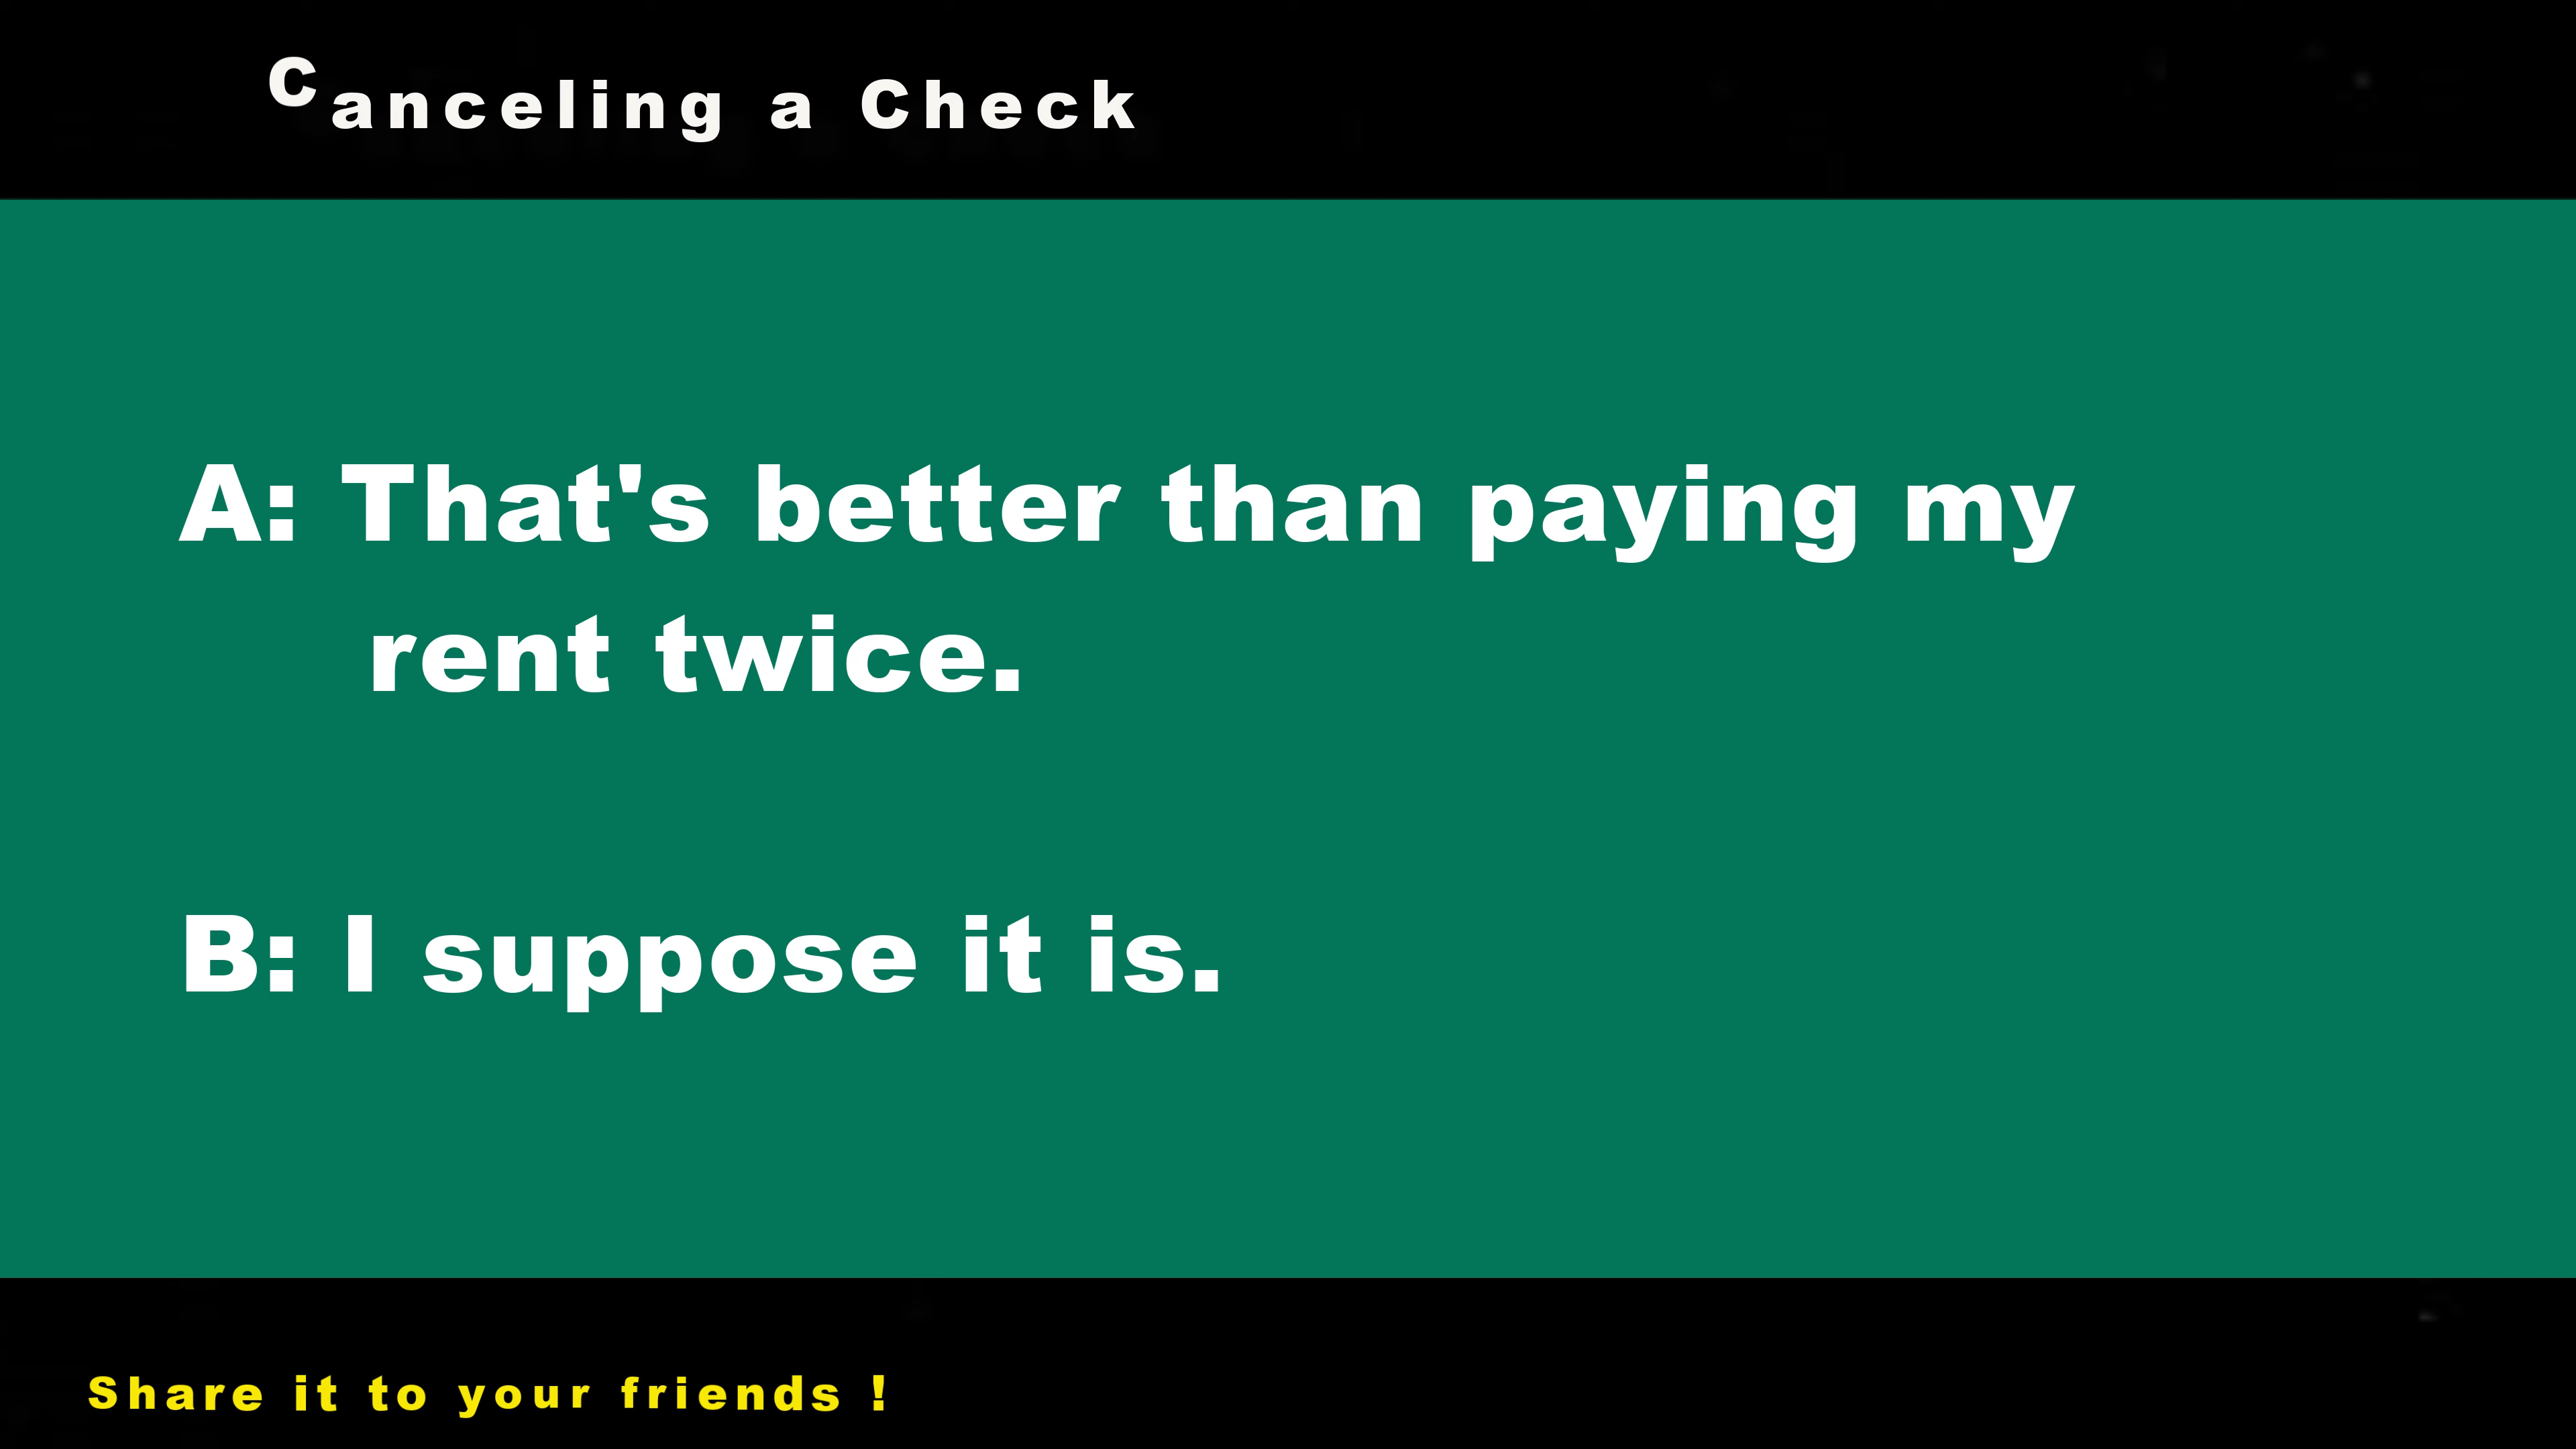 Canceling a Check
A: That's better than paying my
rent twice.
B: I suppose it is.
Share it to your friends !